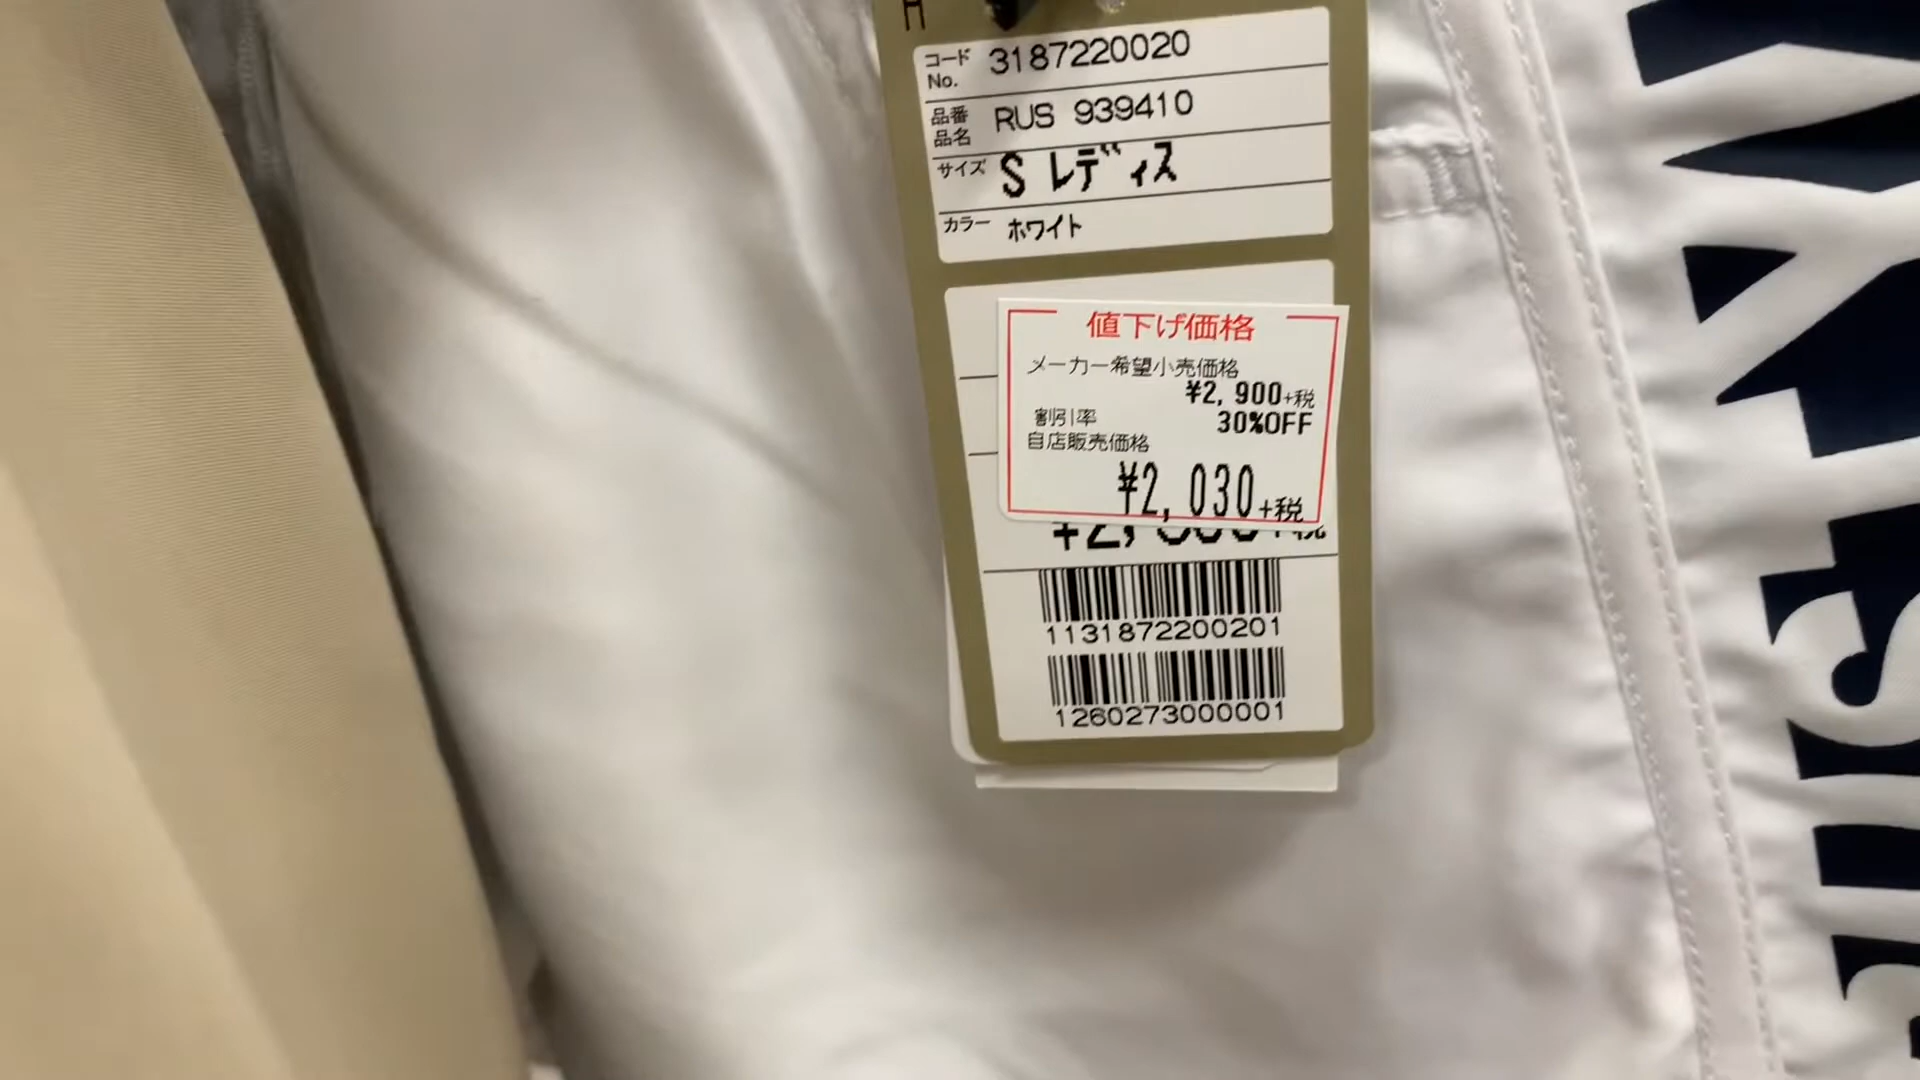 コード No. 3187220020
品番 品名 RUS 939410
サイズ S レディス
カラー ホワイト
値下げ価格
メーカー希望小売価格
¥2,900+税
割引率 30%OFF
自店販売価格
¥2,030+税
1131872200201
1260273000001